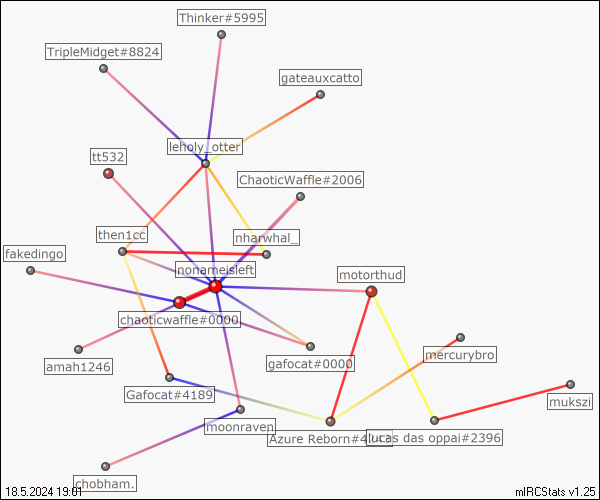 Thinker#5995
TripleMidget#8824
gateauxcatto
leholy_otter
tt532
ChaoticWaffle#2006
then1cc
nharwhal_
fakedingo
nonameisleft
motorthud
chaoticwaffle#0000
mercurybro
gafocat#0000
amah1246
Gafocat#4189
mukszi
moonraven
Azure Reborn#
lucas das oppai#2396
chobham.
18.5.2024 19:01
mIRCStats v1.25